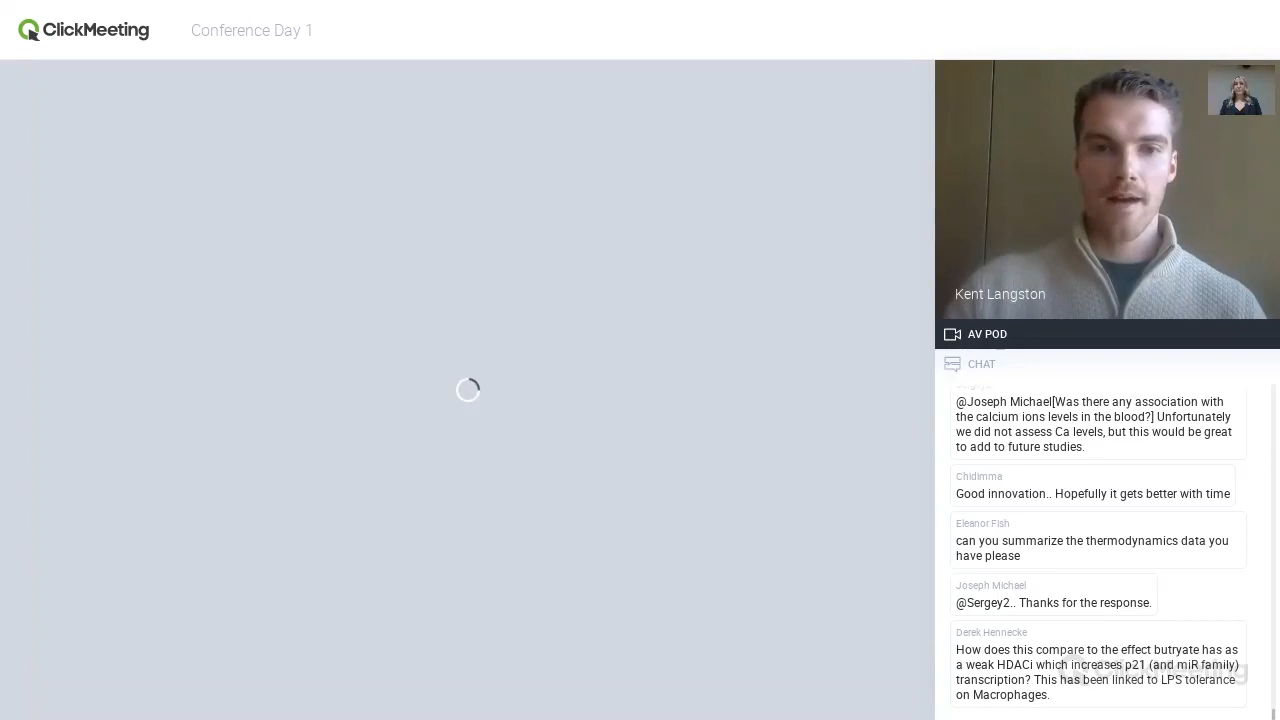 ClickMeeting
Conference Day 1
Kent Langston
AV POD
CHAT
@Joseph Michael[Was there any association with
the calcium ions levels in the blood?] Unfortunately
we did not assess Ca levels, but this would be great
to add to future studies.
Chidimma
Good innovation.. Hopefully it gets better with time
Eleanor Fish
can you summarize the thermodynamics data you
have please
Joseph Michael
@Sergey2.. Thanks for the response.
Derek Hennecke
How does this compare to the effect butryate has as
a weak HDACi which increases p21 (and miR family)
transcription? This has been linked to LPS tolerance
on Macrophages.
ClickMeeting